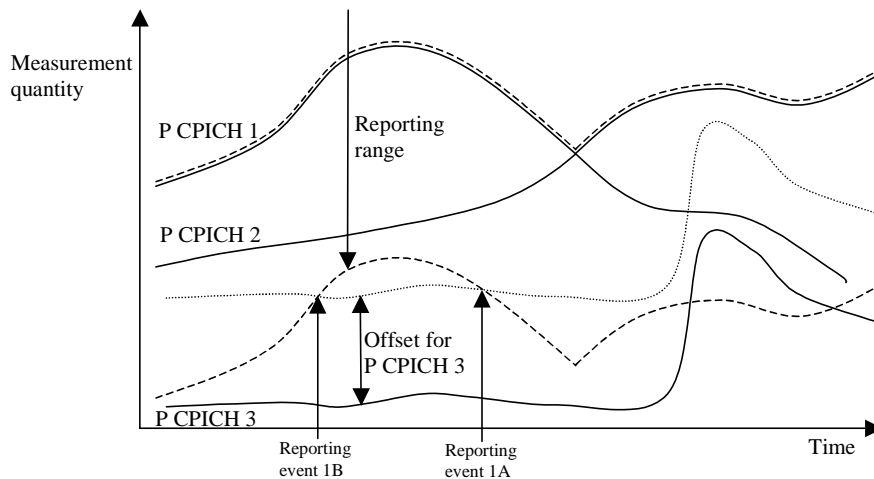 Measurement
quantity
P CPICH 1
Reporting
range
P CPICH 2
Offset for
P CPICH 3
P CPICH 3
Reporting
event 1B
Reporting
event 1A
Time